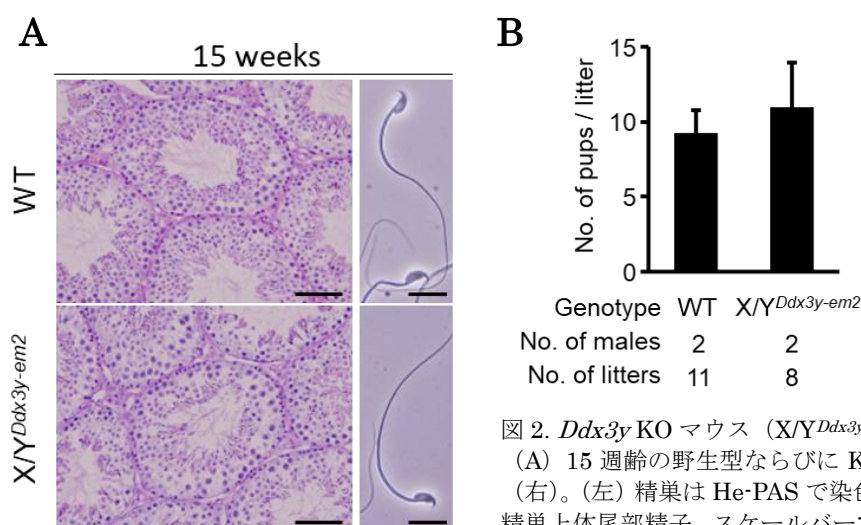 A
15 weeks
WT
X/YDdx3y-em2
B
No. of pups / litter
15
10
5
0
Genotype WT X/YDdx3y-em2
No. of males 2 2
No. of litters 11 8
図 2. Ddx3y KO マウス（X/YDdx3y
（A）15 週齢の野生型ならびに K
（右）。（左）精巣は He-PAS で染色
精巣上体尾部精子 スケールバー